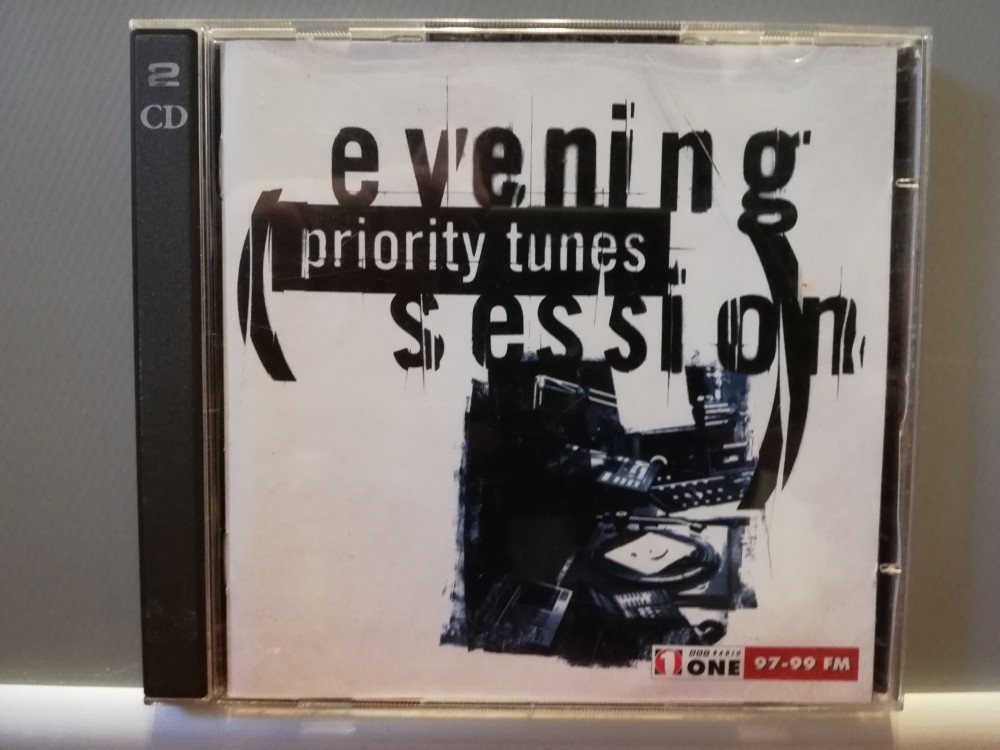 2
CD
evening
priority tunes
session
1
BBC RADIO
ONE
97-99 FM